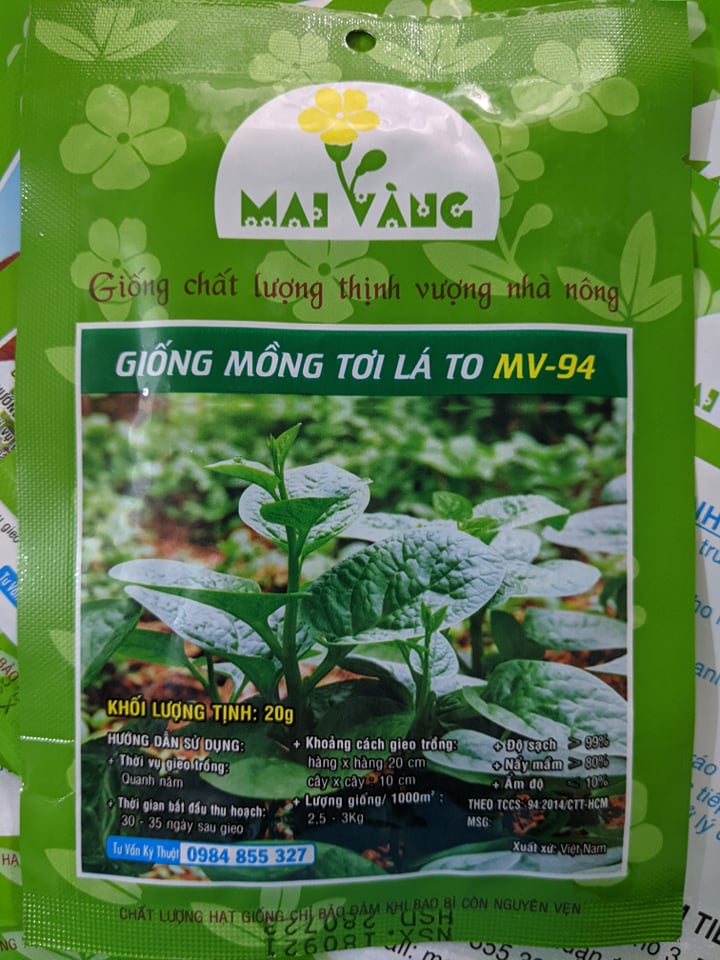 MAI VÀNG
Giống chất lượng thịnh vượng nhà nông
GIỐNG MỒNG TƠI LÁ TO MV-94
KHỐI LƯỢNG TỊNH: 20g
HƯỚNG DẪN SỬ DỤNG:
+ Thời vụ gieo trồng:
Quanh năm
+ Thời gian bắt đầu thu hoạch:
30 - 35 ngày sau gieo
+ Khoảng cách gieo trồng:
hàng x hàng 20 cm
cây x cây - 10 cm
+ Lượng giống/ 1000m²:
2,5 - 3Kg
+ Độ sạch > 99%
+ Nảy mầm > 80%
+ Ẩm độ < 10%
THEO TCCS: 94:2014/CTT-HCM
MSG:
Tư Vấn Kỹ Thuật 0984 855 327
Xuất xứ: Việt Nam
CHẤT LƯỢNG HẠT GIỐNG CHỈ BẢO ĐẢM KHI BAO BÌ CÒN NGUYÊN VẸN
NSX: 180921
HSD: 280723